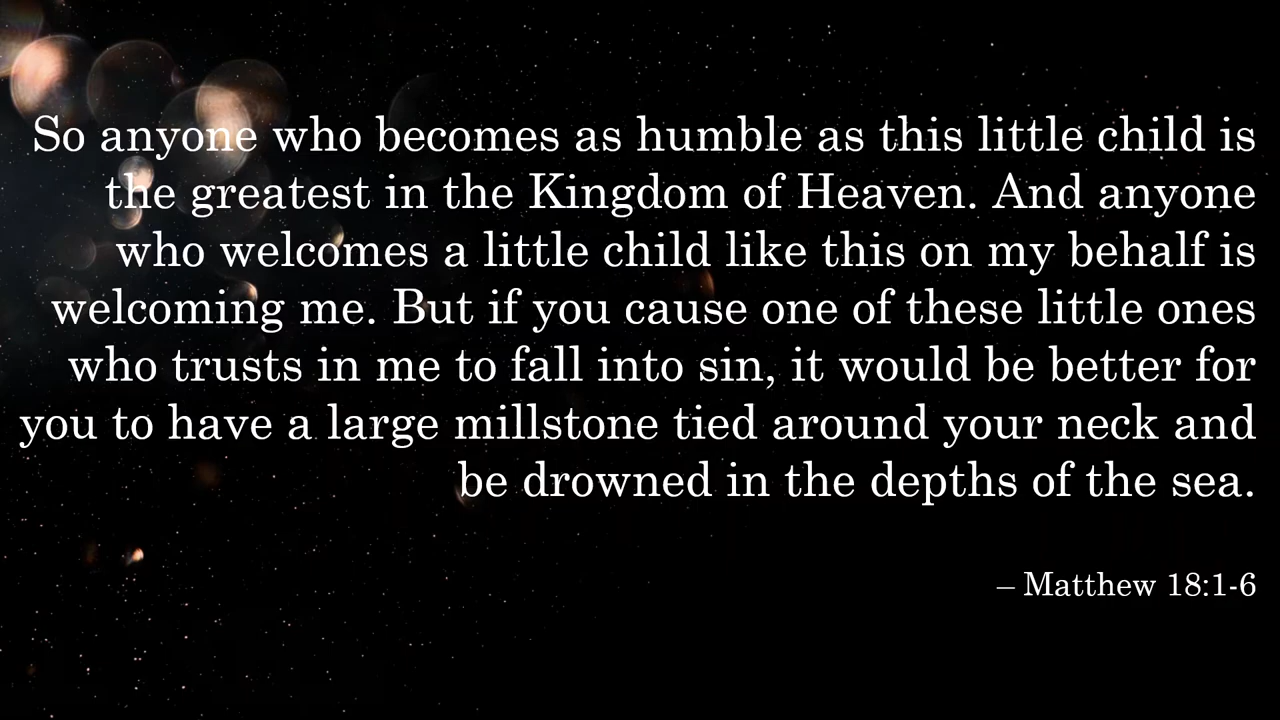 So anyone who becomes as humble as this little child is
the greatest in the Kingdom of Heaven. And anyone
who welcomes a little child like this on my behalf is
welcoming me. But if you cause one of these little ones
who trusts in me to fall into sin, it would be better for
you to have a large millstone tied around your neck and
be drowned in the depths of the sea.
– Matthew 18:1-6